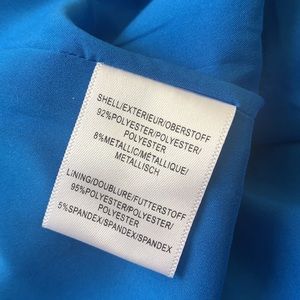 SHELL/EXTERIEUR/OBERSTOFF
92%POLYESTER/POLYESTER/
POLYESTER
8%METALLIC/MÉTALLIQUE/
METALLISCH
LINING/DOUBLURE/FUTTERSTOFF
95%POLYESTER/POLYESTER/
POLYESTER
5%SPANDEX/SPANDEX/SPANDEX